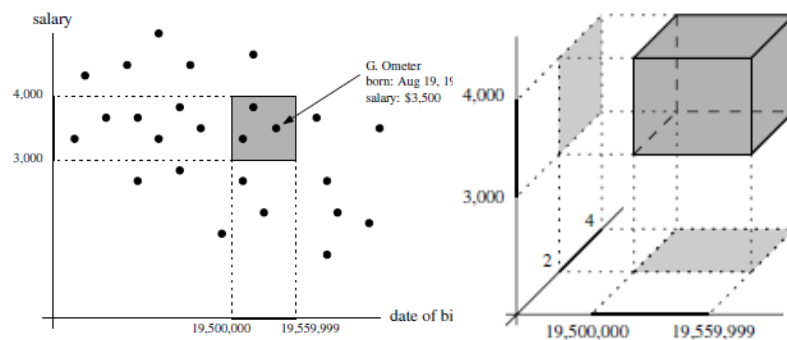 salary
G. Ometer
born: Aug 19, 19
salary: $3,500
4,000
3,000
date of bi
19,500,000 19,559,999
4,000
3,000
4
2
19,500,000 19,559,999